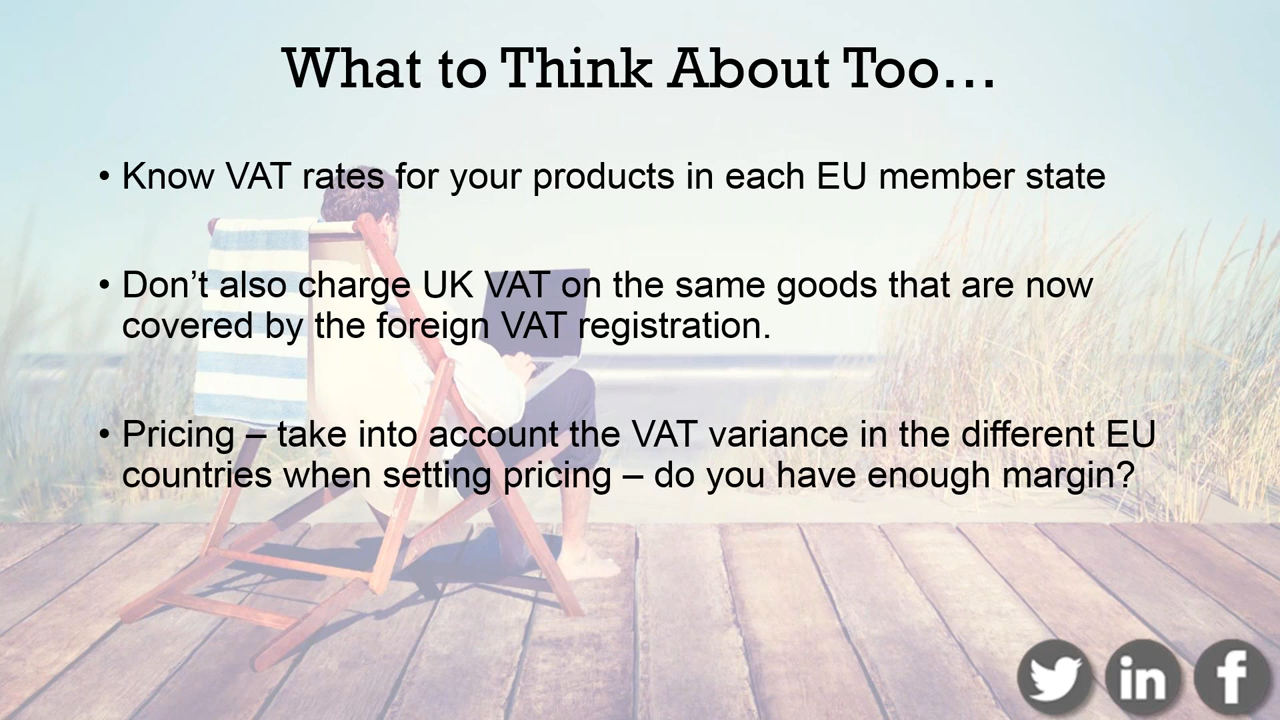 What to Think About Too...
• Know VAT rates for your products in each EU member state
• Don’t also charge UK VAT on the same goods that are now
covered by the foreign VAT registration.
• Pricing – take into account the VAT variance in the different EU
countries when setting pricing – do you have enough margin?
in
f